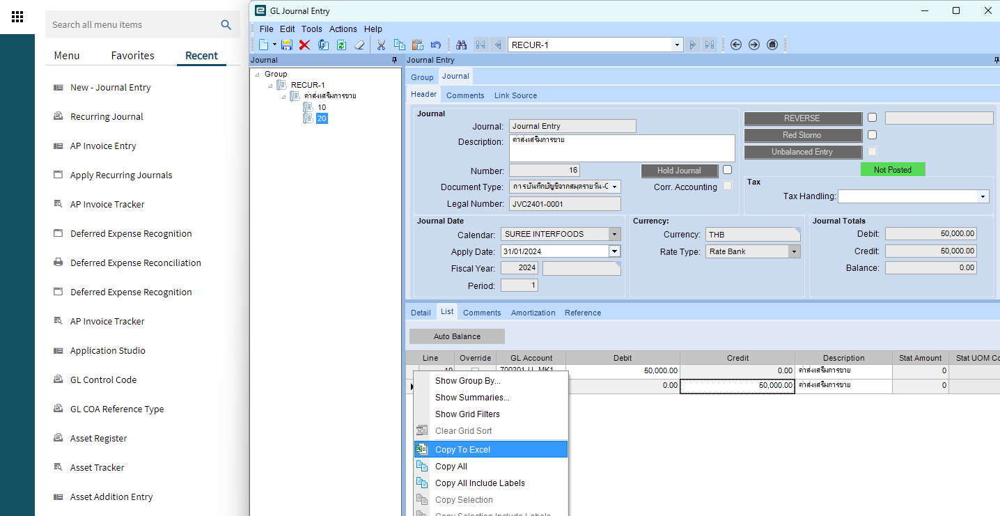 Search all menu items
Menu Favorites Recent
New - Journal Entry
Recurring Journal
AP Invoice Entry
Apply Recurring Journals
AP Invoice Tracker
Deferred Expense Recognition
Deferred Expense Reconciliation
Deferred Expense Recognition
AP Invoice Tracker
Application Studio
GL Control Code
GL COA Reference Type
Asset Register
Asset Tracker
Asset Addition Entry
GL Journal Entry
File Edit Tools Actions Help
RECUR-1
Journal
Group
RECUR-1
ค่าส่งเสริมการขาย
10
20
Journal Entry
Group Journal
Header Comments Link Source
Journal
Journal: Journal Entry
Description: ค่าส่งเสริมการขาย
Number: 16 Hold Journal
Document Type: การบันทึกบัญชีจากสมุดรายวัน-C Corr. Accounting
Legal Number: JVC2401-0001
REVERSE
Red Storno
Unbalanced Entry
Not Posted
Tax
Tax Handling:
Journal Date
Calendar: SUREE INTERFOODS
Apply Date: 31/01/2024
Fiscal Year: 2024
Period: 1
Currency:
Currency: THB
Rate Type: Rate Bank
Journal Totals
Debit: 50,000.00
Credit: 50,000.00
Balance: 0.00
Detail List Comments Amortization Reference
Auto Balance
Line Override GL Account Debit Credit Description Stat Amount Stat UOM Co
50,000.00 0.00 ค่าส่งเสริมการขาย 0
0.00 50,000.00 ค่าส่งเสริมการขาย 0
Show Group By...
Show Summaries...
Show Grid Filters
Clear Grid Sort
Copy To Excel
Copy All
Copy All Include Labels
Copy Selection
Copy Selection Include Labels